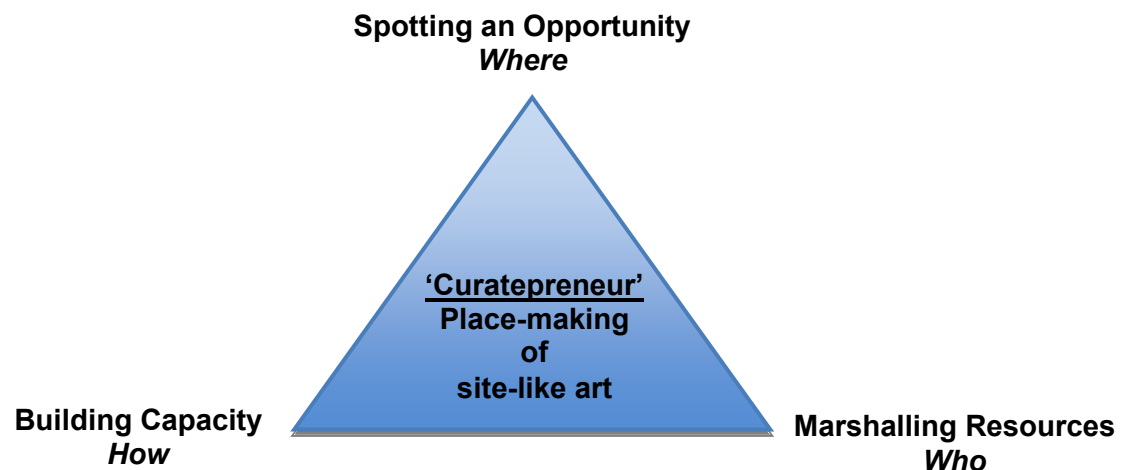 Spotting an Opportunity
Where
‘Curatepreneur’
Place-making
of
site-like art
Building Capacity
How
Marshalling Resources
Who